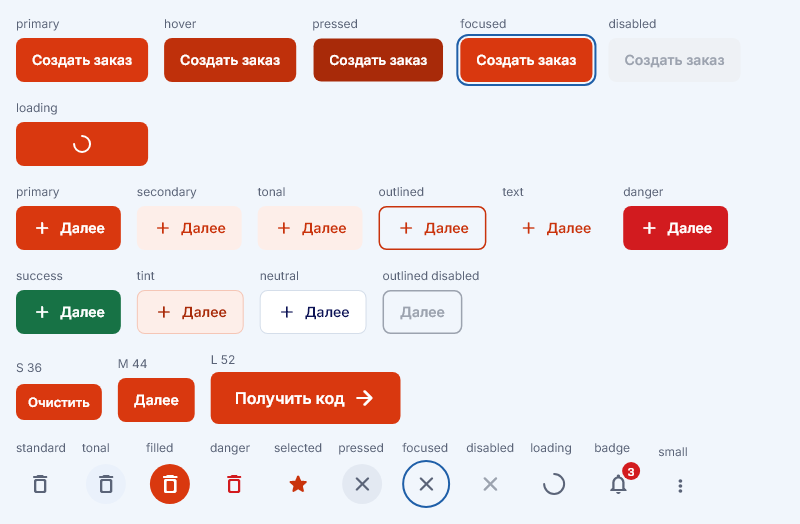 primary hover pressed focused disabled
Создать заказ Создать заказ Создать заказ Создать заказ Создать заказ
loading
primary secondary tonal outlined text danger
Далее Далее Далее Далее Далее Далее
success tint neutral outlined disabled
Далее Далее Далее Далее
S 36 M 44 L 52
Очистить Далее Получить код
standard tonal filled danger selected pressed focused disabled loading badge small
3